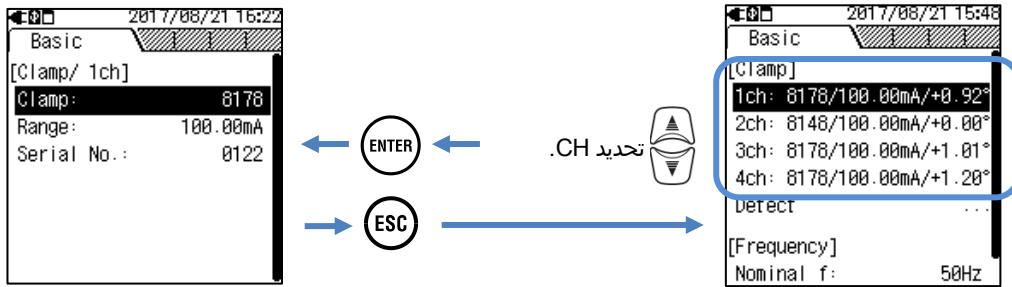 2017/08/21 16:22
Basic
[Clamp/ 1ch]
Clamp: 8178
Range: 100.00mA
Serial No.: 0122
ENTER
ESC
تحديد CH.
2017/08/21 15:48
Basic
[Clamp]
1ch: 8178/100.00mA/+0.92°
2ch: 8148/100.00mA/+0.00°
3ch: 8178/100.00mA/+1.01°
4ch: 8178/100.00mA/+1.20°
Detect ...
[Frequency]
Nominal f: 50Hz